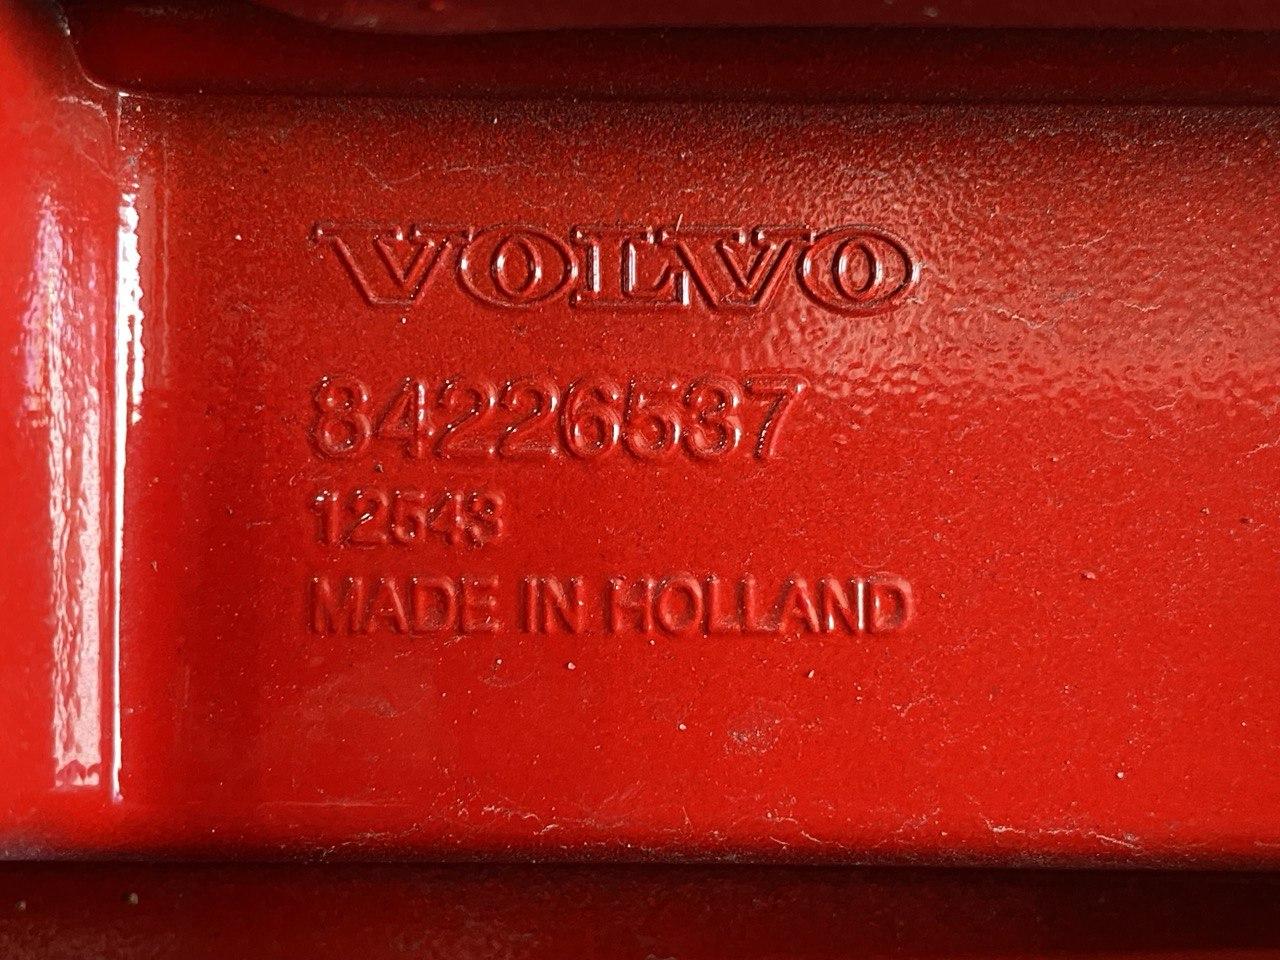 VOLVO
84226537
12543
MADE IN HOLLAND